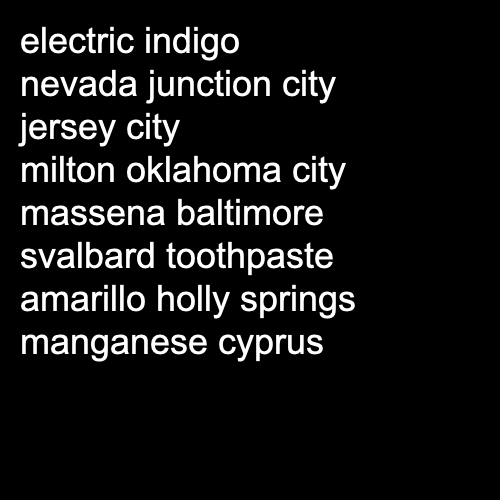 electric indigo
nevada junction city
jersey city
milton oklahoma city
massena baltimore
svalbard toothpaste
amarillo holly springs
manganese cyprus